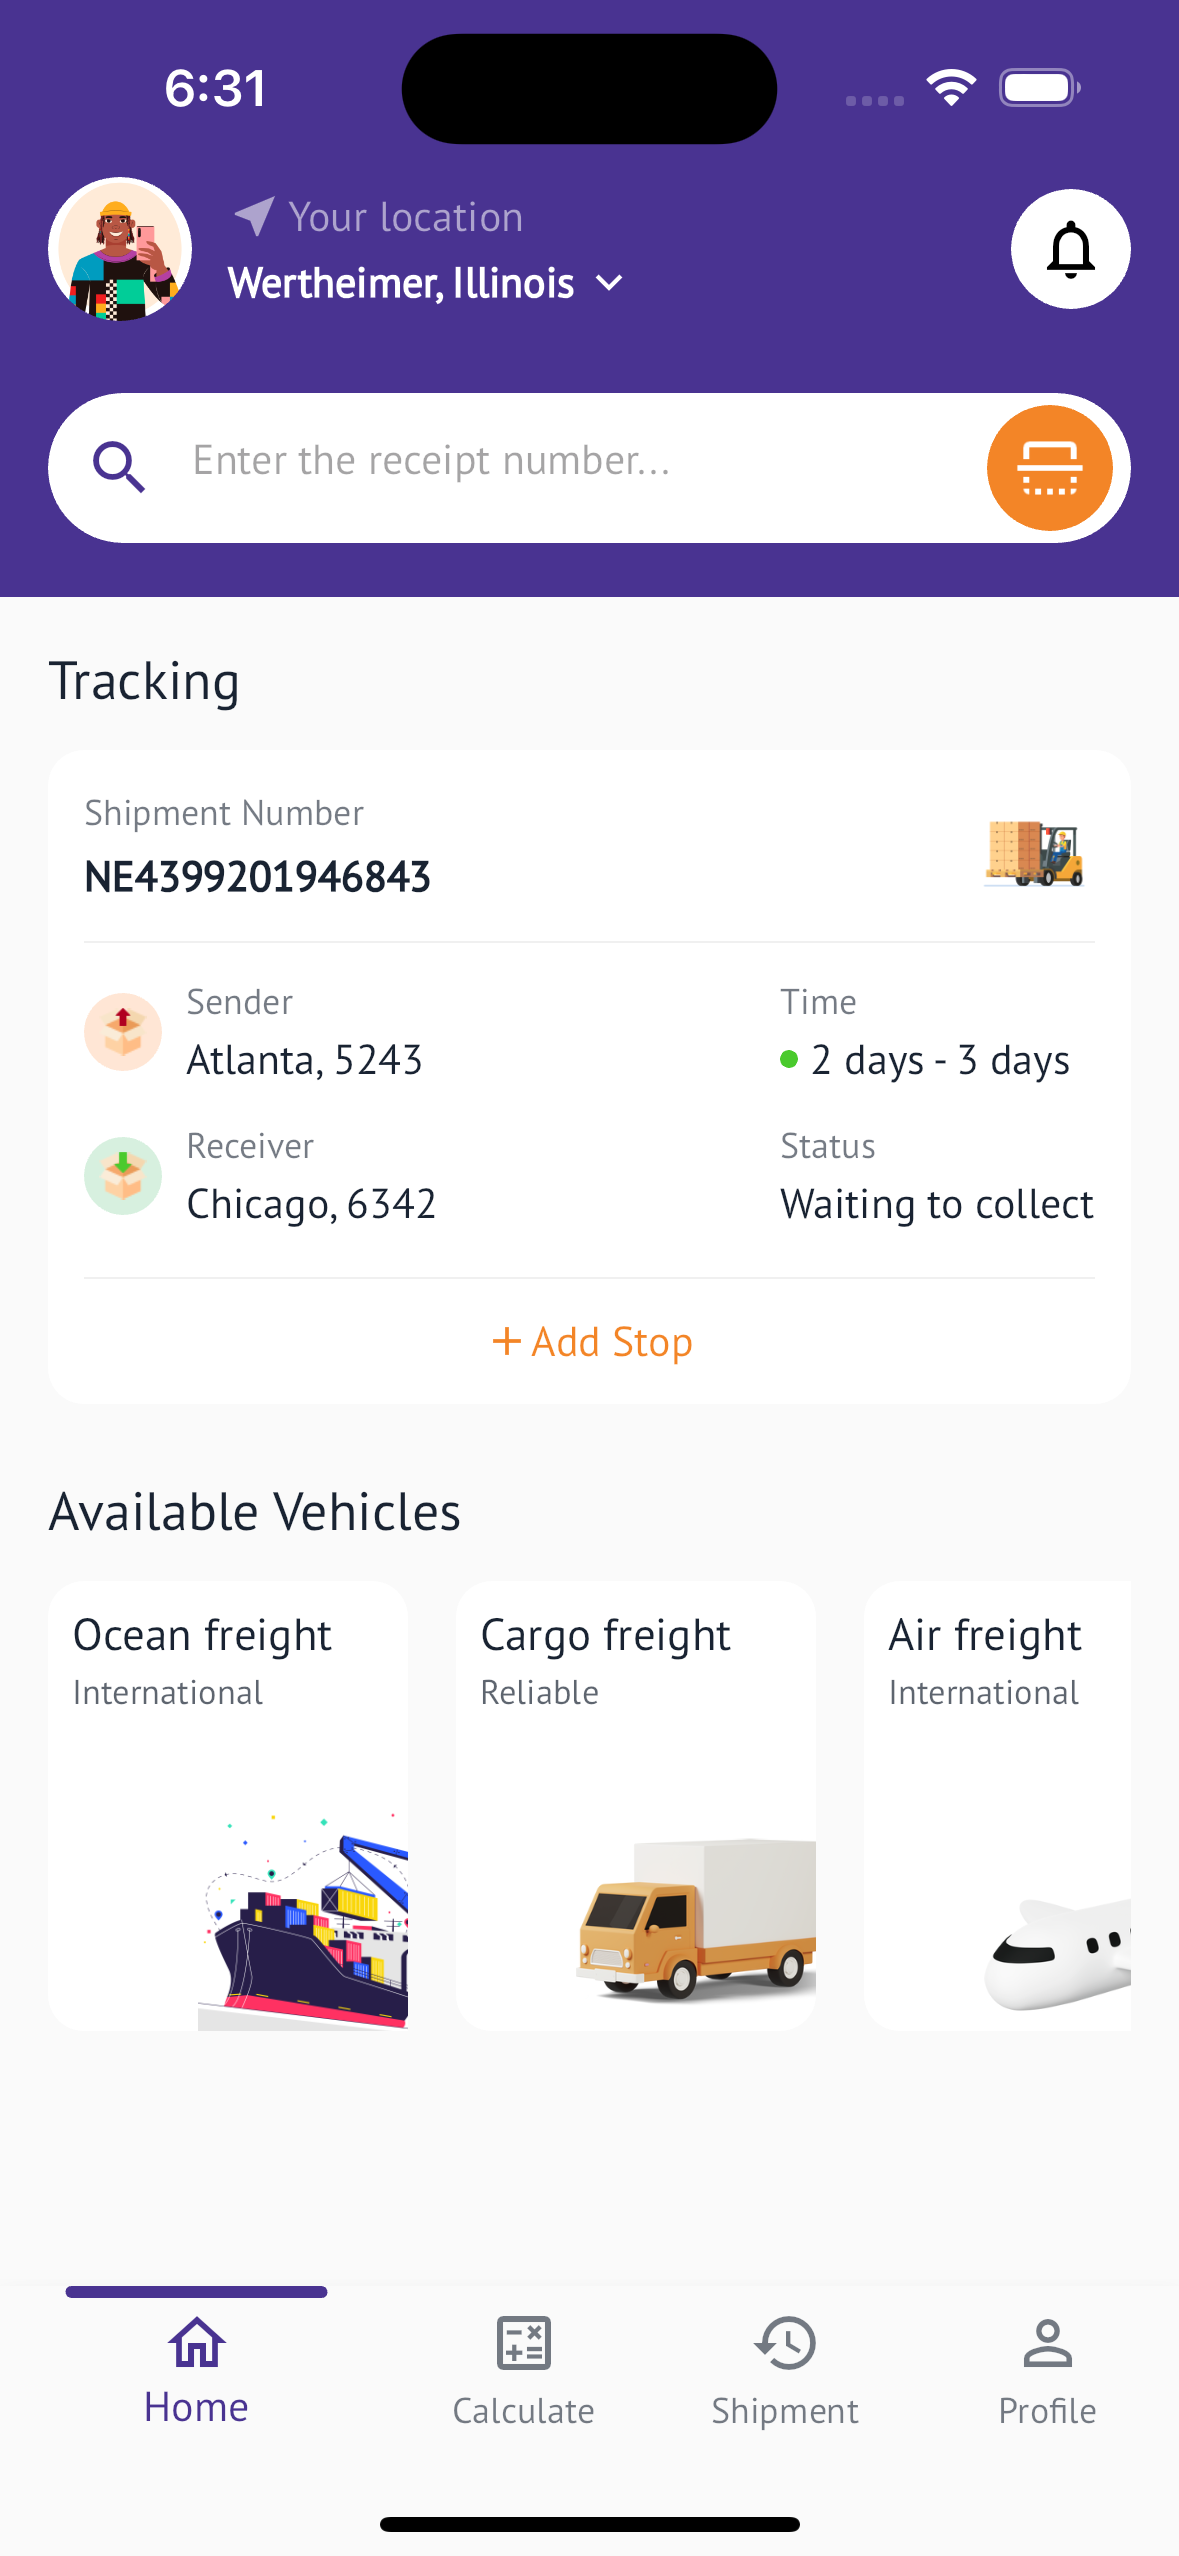 6:31
Your location
Wertheimer, Illinois
Enter the receipt number...
Tracking
Shipment Number
NE4399201946843
Sender
Time
Atlanta, 5243
2 days - 3 days
Receiver
Status
Chicago, 6342
Waiting to collect
+ Add Stop
Available Vehicles
Ocean freight
International
Cargo freight
Reliable
Air freight
International
Home
Calculate
Shipment
Profile